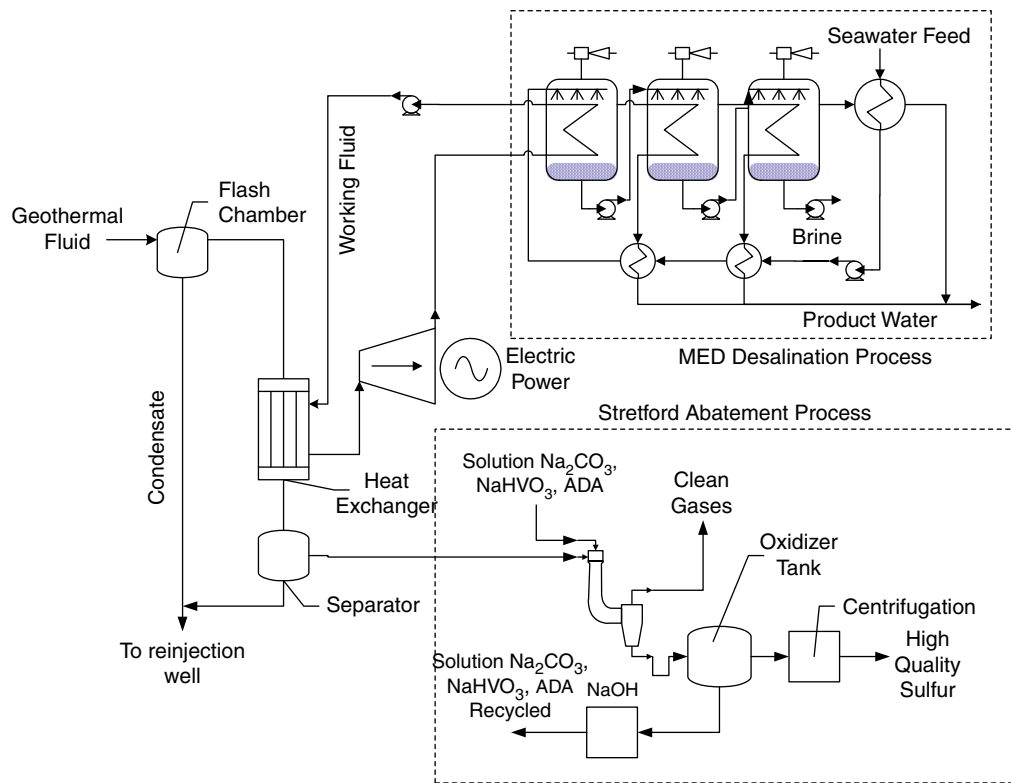 Seawater Feed
Flash
Chamber
Geothermal
Fluid
Working Fluid
Brine
Product Water
MED Desalination Process
Electric
Power
Stretford Abatement Process
Condensate
Heat
Exchanger
Solution Na₂CO₃,
NaHVO₃, ADA
Clean
Gases
Oxidizer
Tank
Separator
Centrifugation
To reinjection
well
High
Quality
Sulfur
Solution Na₂CO₃,
NaHVO₃, ADA
Recycled
NaOH